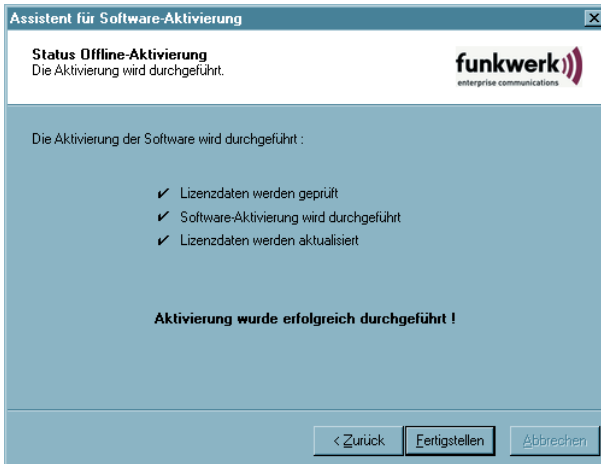 Assistent für Software-Aktivierung
Status Offline-Aktivierung
Die Aktivierung wird durchgeführt.
funkwerk
enterprise communications
Die Aktivierung der Software wird durchgeführt :
✔ Lizenzdaten werden geprüft
✔ Software-Aktivierung wird durchgeführt
✔ Lizenzdaten werden aktualisiert
Aktivierung wurde erfolgreich durchgeführt !
< Zurück
Fertigstellen
Abbrechen